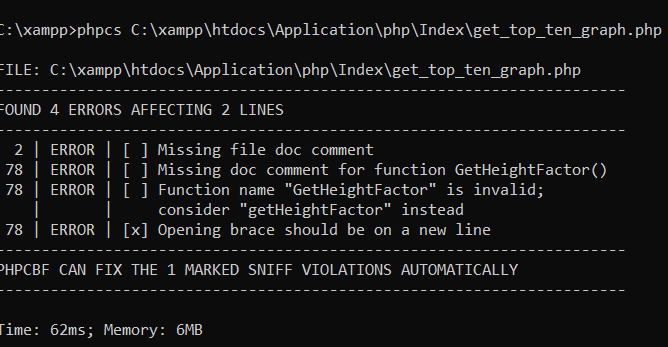 C:\xampp>phpcs C:\xampp\htdocs\Application\php\Index\get_top_ten_graph.php
FILE: C:\xampp\htdocs\Application\php\Index\get_top_ten_graph.php
----------------------------------------------------------------------
FOUND 4 ERRORS AFFECTING 2 LINES
----------------------------------------------------------------------
  2 | ERROR | [ ] Missing file doc comment
 78 | ERROR | [ ] Missing doc comment for function GetHeightFactor()
 78 | ERROR | [ ] Function name "GetHeightFactor" is invalid;
    |       |     consider "getHeightFactor" instead
 78 | ERROR | [x] Opening brace should be on a new line
----------------------------------------------------------------------
PHPCBF CAN FIX THE 1 MARKED SNIFF VIOLATIONS AUTOMATICALLY
----------------------------------------------------------------------
Time: 62ms; Memory: 6MB